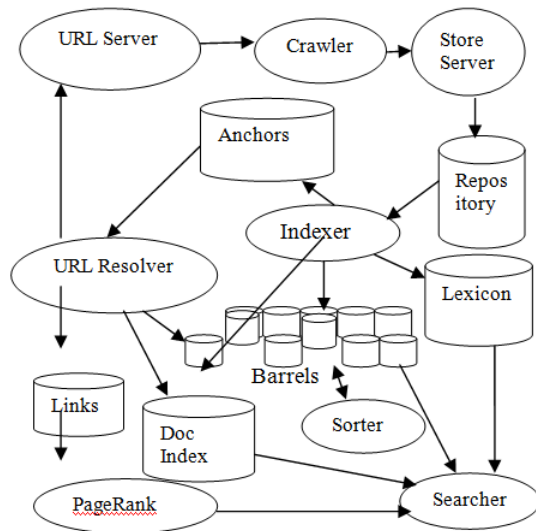 URL Server
Crawler
Store
Server
Anchors
Repos
itory
Indexer
URL Resolver
Lexicon
Barrels
Links
Doc
Index
Sorter
PageRank
Searcher